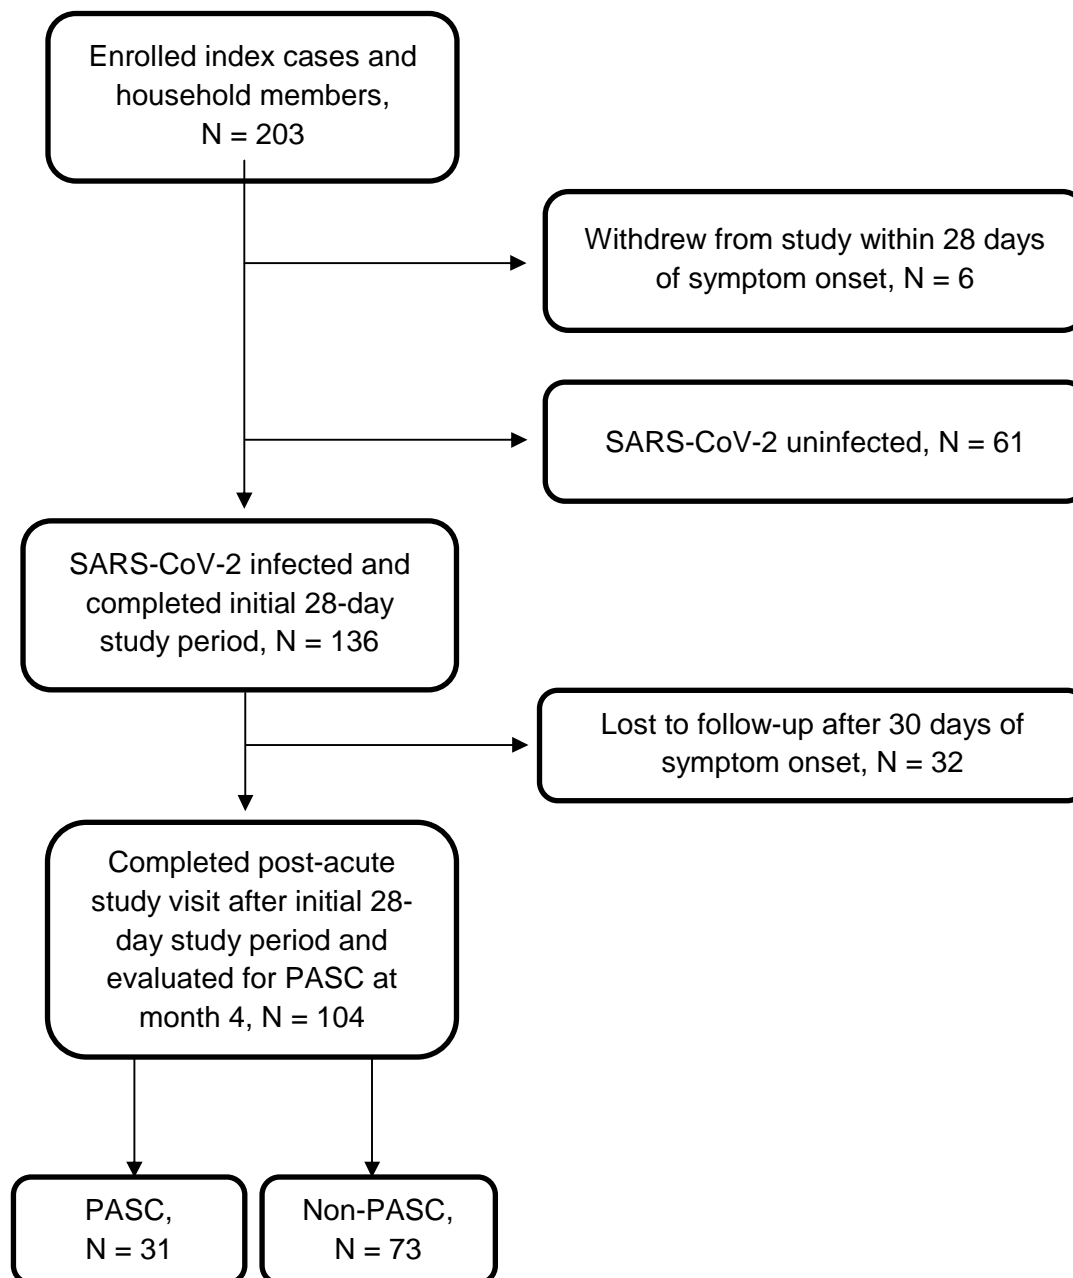 Enrolled index cases and
household members,
N = 203
Withdrew from study within 28 days
of symptom onset, N = 6
SARS-CoV-2 uninfected, N = 61
SARS-CoV-2 infected and
completed initial 28-day
study period, N = 136
Lost to follow-up after 30 days of
symptom onset, N = 32
Completed post-acute
study visit after initial 28-
day study period and
evaluated for PASC at
month 4, N = 104
PASC,
N = 31
Non-PASC,
N = 73